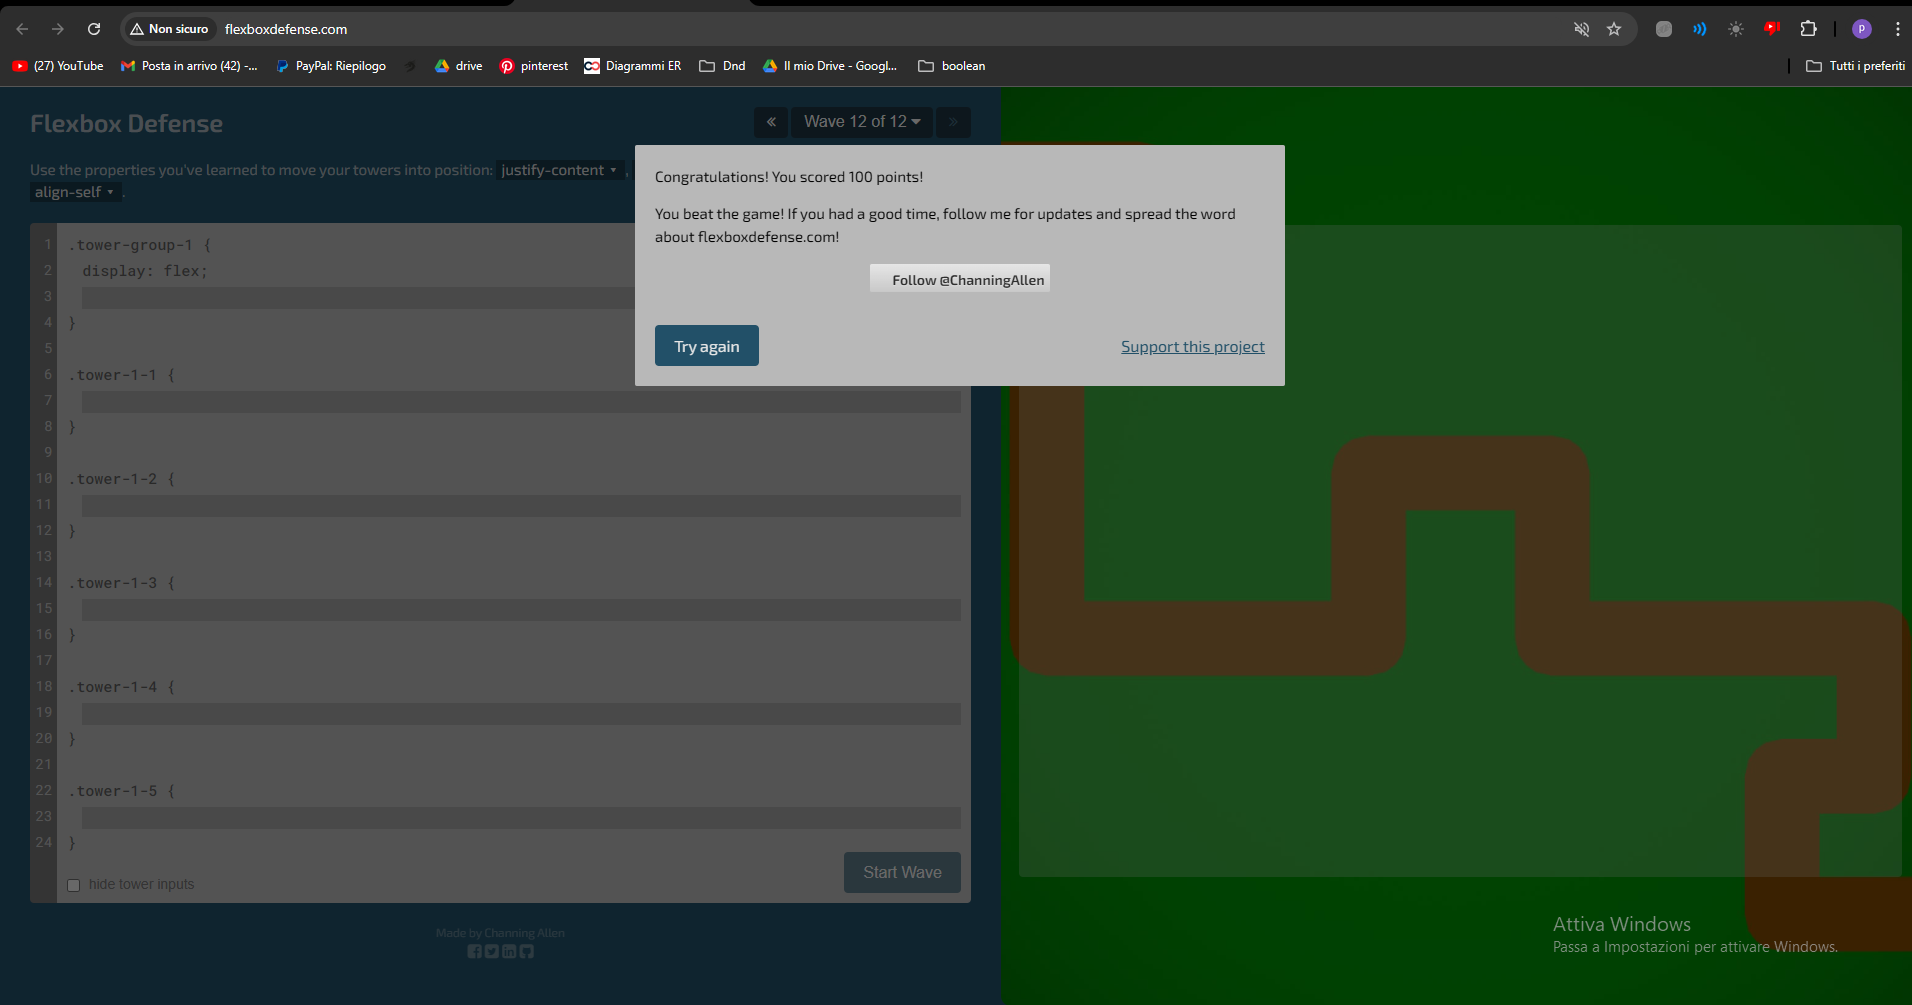 Non sicuro flexboxdefense.com P
(27) YouTube Posta in arrivo (42) -... PayPal: Riepilogo drive pinterest Diagrammi ER Dnd Il mio Drive - Googl... boolean Tutti i preferiti
Flexbox Defense
« Wave 12 of 12 »
Use the properties you've learned to move your towers into position: justify-content ,
align-self .
1 .tower-group-1 {
2 display: flex;
3
4 }
5
6 .tower-1-1 {
7
8 }
9
10 .tower-1-2 {
11
12 }
13
14 .tower-1-3 {
15
16 }
17
18 .tower-1-4 {
19
20 }
21
22 .tower-1-5 {
23
24 }
hide tower inputs
Start Wave
Made by Channing Allen
Congratulations! You scored 100 points!
You beat the game! If you had a good time, follow me for updates and spread the word
about flexboxdefense.com!
Follow @ChanningAllen
Try again
Support this project
Attiva Windows
Passa a Impostazioni per attivare Windows.